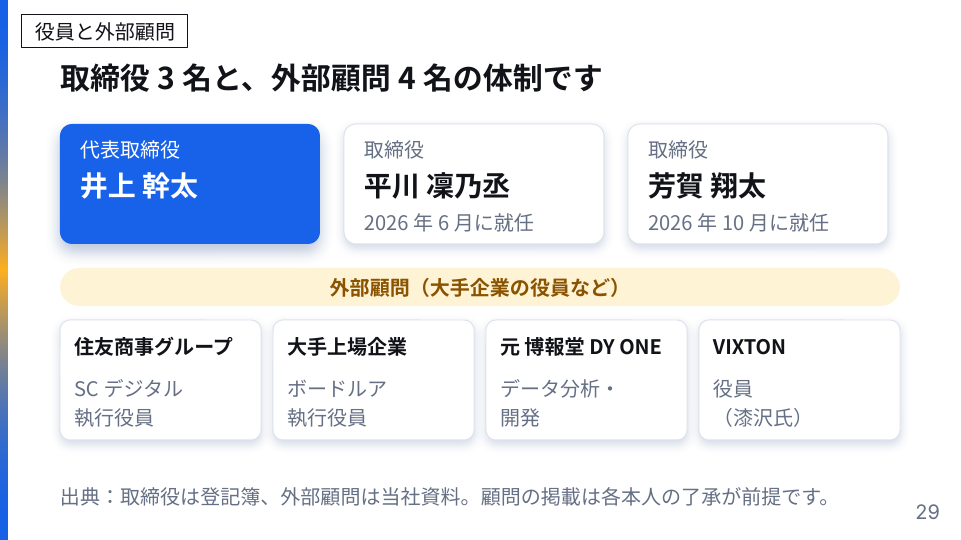 役員と外部顧問
取締役 3 名と、外部顧問 4 名の体制です
代表取締役
井上 幹太
取締役
平川 凜乃丞
2026 年 6 月に就任
取締役
芳賀 翔太
2026 年 10 月に就任
外部顧問（大手企業の役員など）
住友商事グループ
SC デジタル
執行役員
大手上場企業
ボードルア
執行役員
元 博報堂 DY ONE
データ分析・
開発
VIXTON
役員
（漆沢氏）
出典：取締役は登記簿、外部顧問は当社資料。顧問の掲載は各本人の了承が前提です。
29